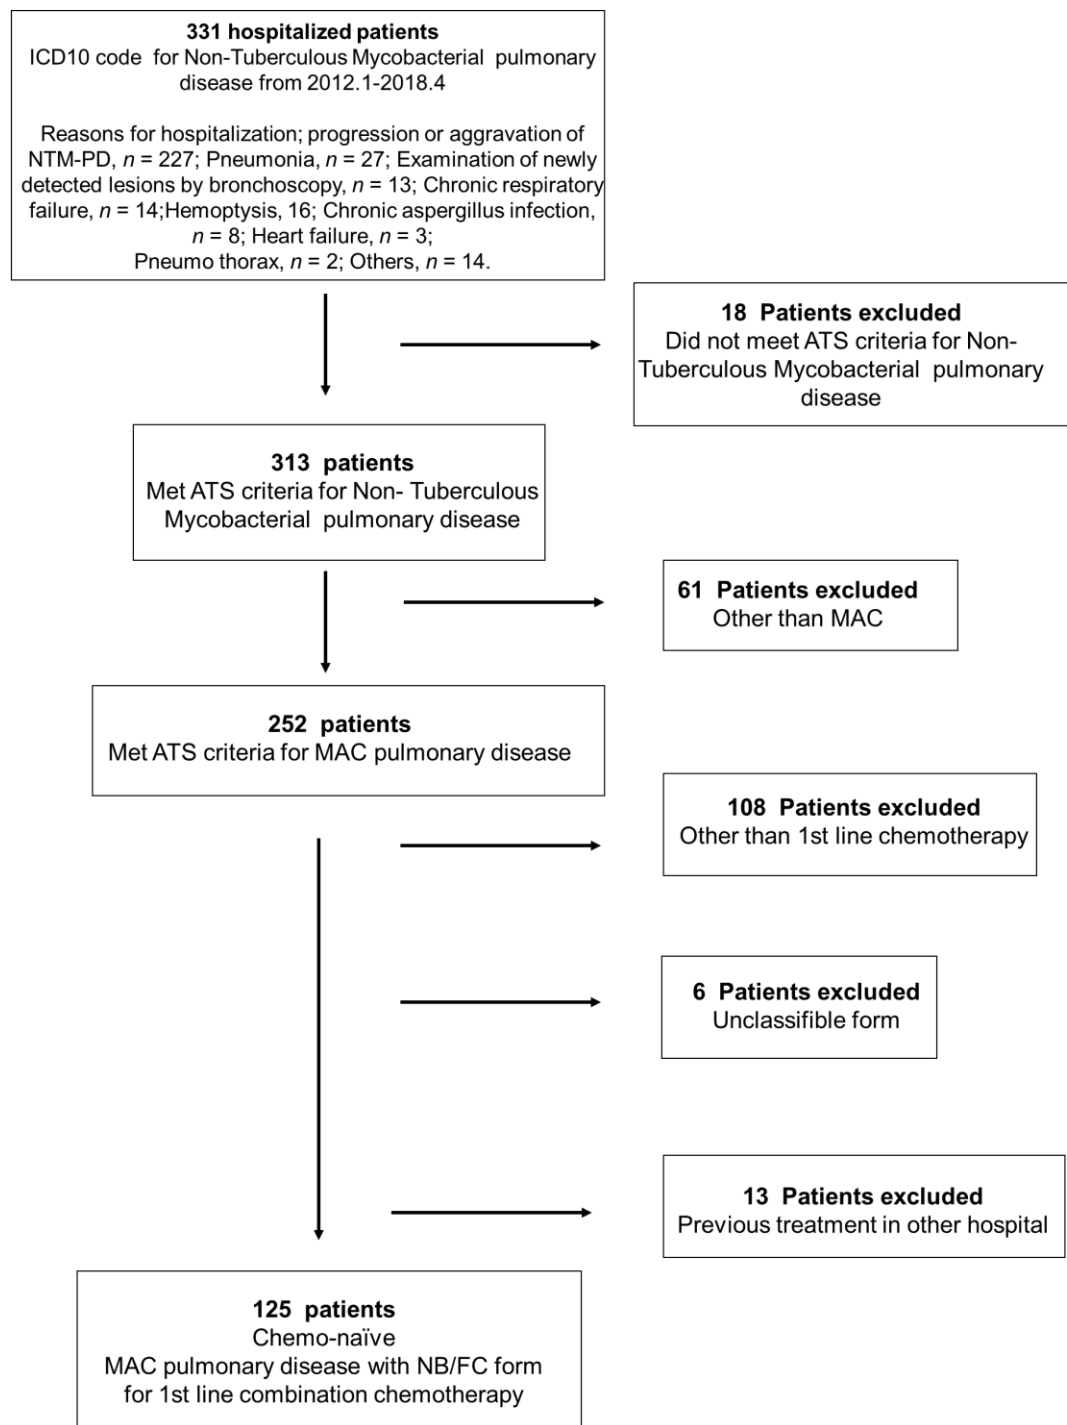 331 hospitalized patients
ICD10 code for Non-Tuberculous Mycobacterial pulmonary
disease from 2012.1-2018.4
Reasons for hospitalization; progression or aggravation of
NTM-PD, n = 227; Pneumonia, n = 27; Examination of newly
detected lesions by bronchoscopy, n = 13; Chronic respiratory
failure, n = 14;Hemoptysis, 16; Chronic aspergillus infection,
n = 8; Heart failure, n = 3;
Pneumo thorax, n = 2; Others, n = 14.
18 Patients excluded
Did not meet ATS criteria for Non-
Tuberculous Mycobacterial pulmonary
disease
313 patients
Met ATS criteria for Non- Tuberculous
Mycobacterial pulmonary disease
61 Patients excluded
Other than MAC
252 patients
Met ATS criteria for MAC pulmonary disease
108 Patients excluded
Other than 1st line chemotherapy
6 Patients excluded
Unclassifible form
13 Patients excluded
Previous treatment in other hospital
125 patients
Chemo-naïve
MAC pulmonary disease with NB/FC form
for 1st line combination chemotherapy